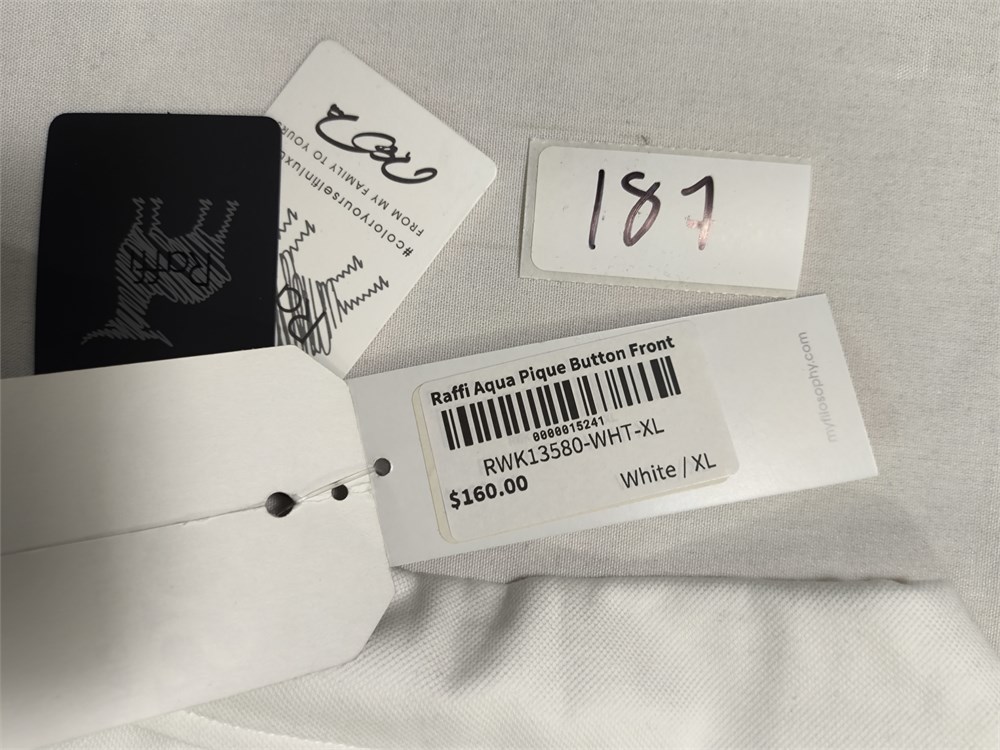 Raffi
FROM MY FAMILY TO YOURS
#coloryourselfinluxu
187
Raffi Aqua Pique Button Front
0000015241
RWK13580-WHT-XL
$160.00
White / XL
myfilosophy.com